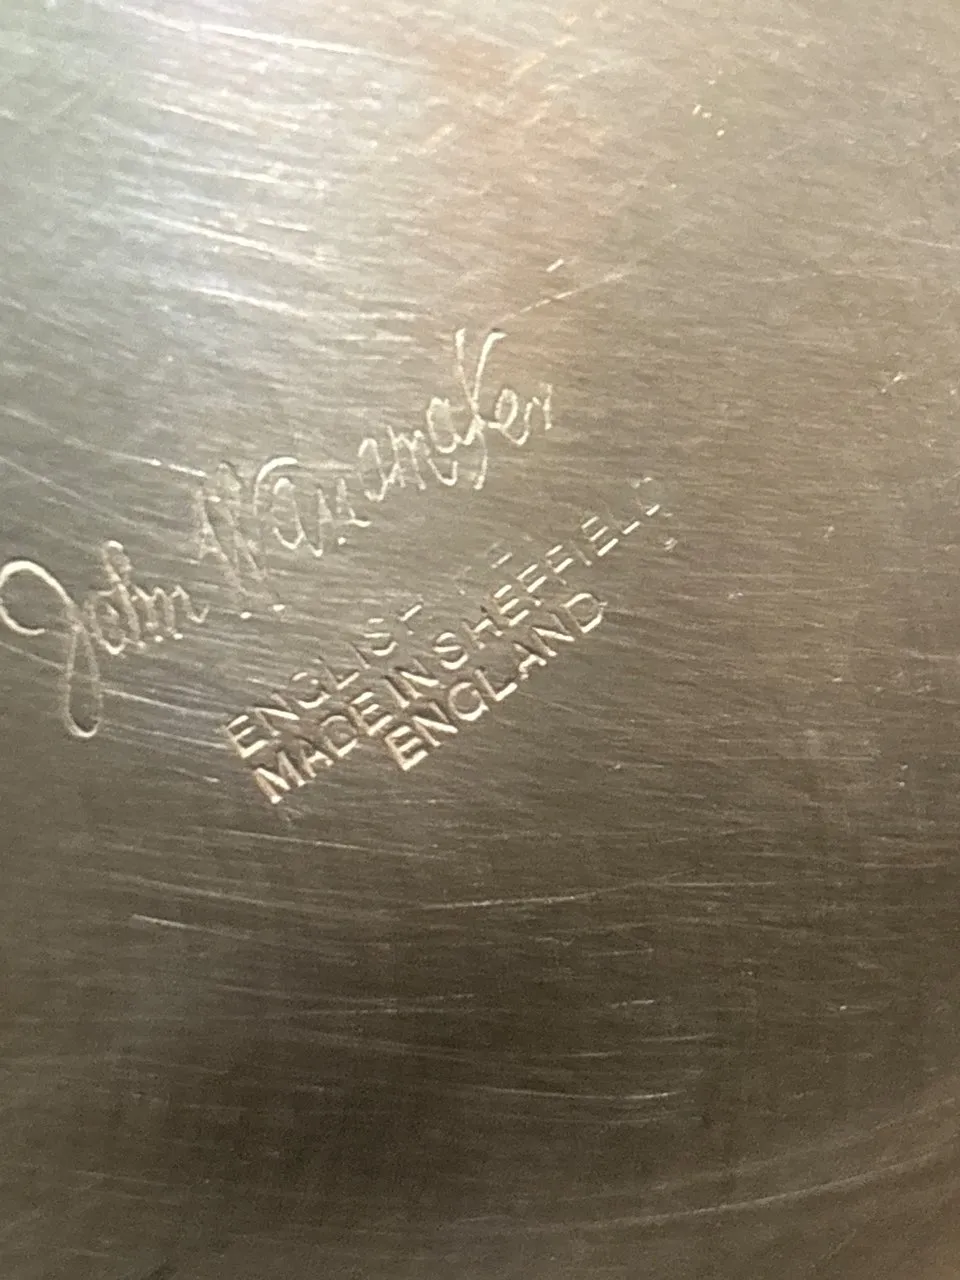 John Wanamaker
ENGLISH
MADE IN SHEFFIELD
ENGLAND